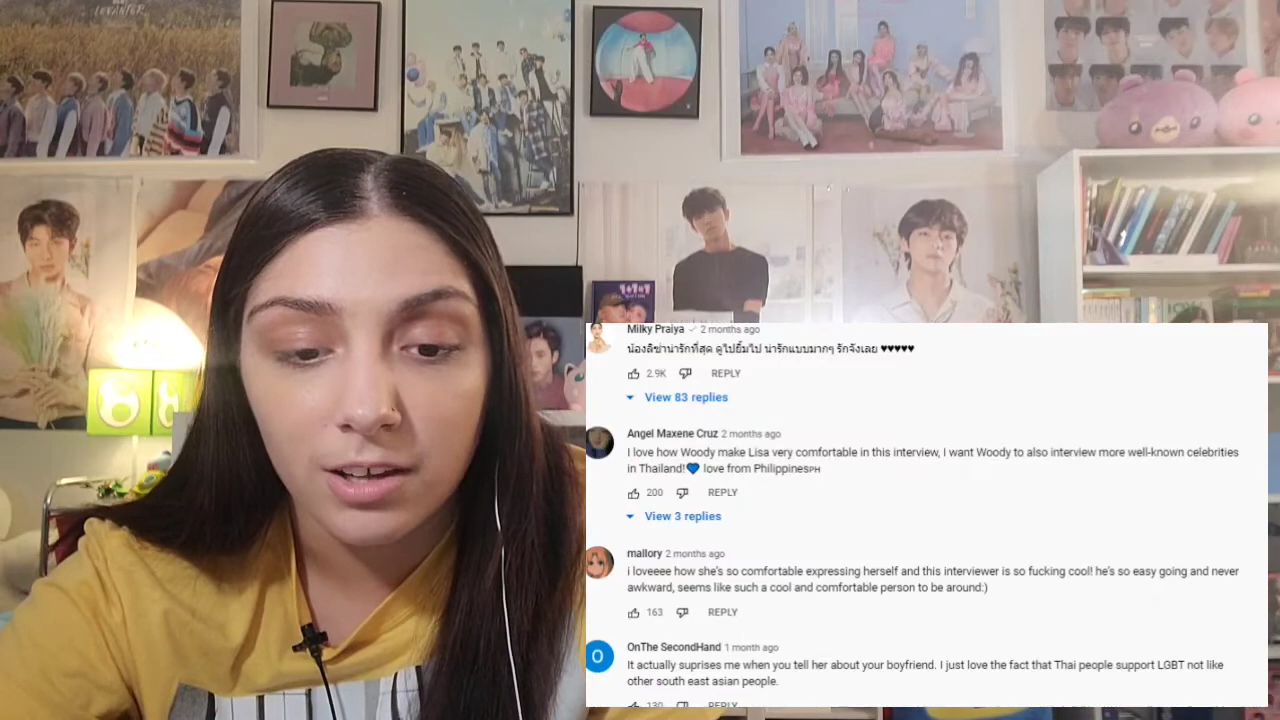 LEVANTER
Milky Praiya 2 months ago
น้องลิซ่าน่ารักที่สุด ดูไปยิ้มไป น่ารักแบบมากๆ รักจังเลย ♥♥♥♥♥
2.9K REPLY
View 83 replies
Angel Maxene Cruz 2 months ago
I love how Woody make Lisa very comfortable in this interview, I want Woody to also interview more well-known celebrities
in Thailand!💙 love from Philippines🇵🇭
200 REPLY
View 3 replies
mallory 2 months ago
i loveeee how she's so comfortable expressing herself and this interviewer is so fucking cool! he's so easy going and never
awkward, seems like such a cool and comfortable person to be around:)
163 REPLY
O
OnThe SecondHand 1 month ago
It actually suprises me when you tell her about your boyfriend. I just love the fact that Thai people support LGBT not like
other south east asian people.
130 REPLY